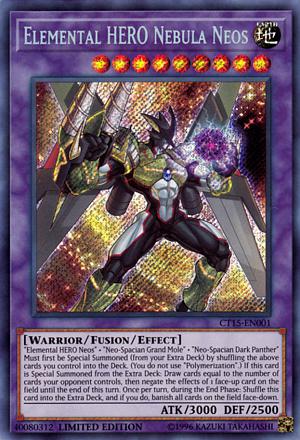 ELEMENTAL HERO NEBULA NEOS
EARTH
地
CT15-EN001
[WARRIOR/FUSION/EFFECT]
"Elemental HERO Neos" + "Neo-Spacian Grand Mole" + "Neo-Spacian Dark Panther"
Must first be Special Summoned (from your Extra Deck) by shuffling the above
cards you control into the Deck. (You do not use "Polymerization".) If this card
is Special Summoned from the Extra Deck: Draw cards equal to the number of
cards your opponent controls, then negate the effects of 1 face-up card on the
field until the end of this turn. Once per turn, during the End Phase: Shuffle this
card into the Extra Deck, and if you do, banish all cards on the field face-down.
ATK/3000 DEF/2500
40080312 LIMITED EDITION ©1996 KAZUKI TAKAHASHI